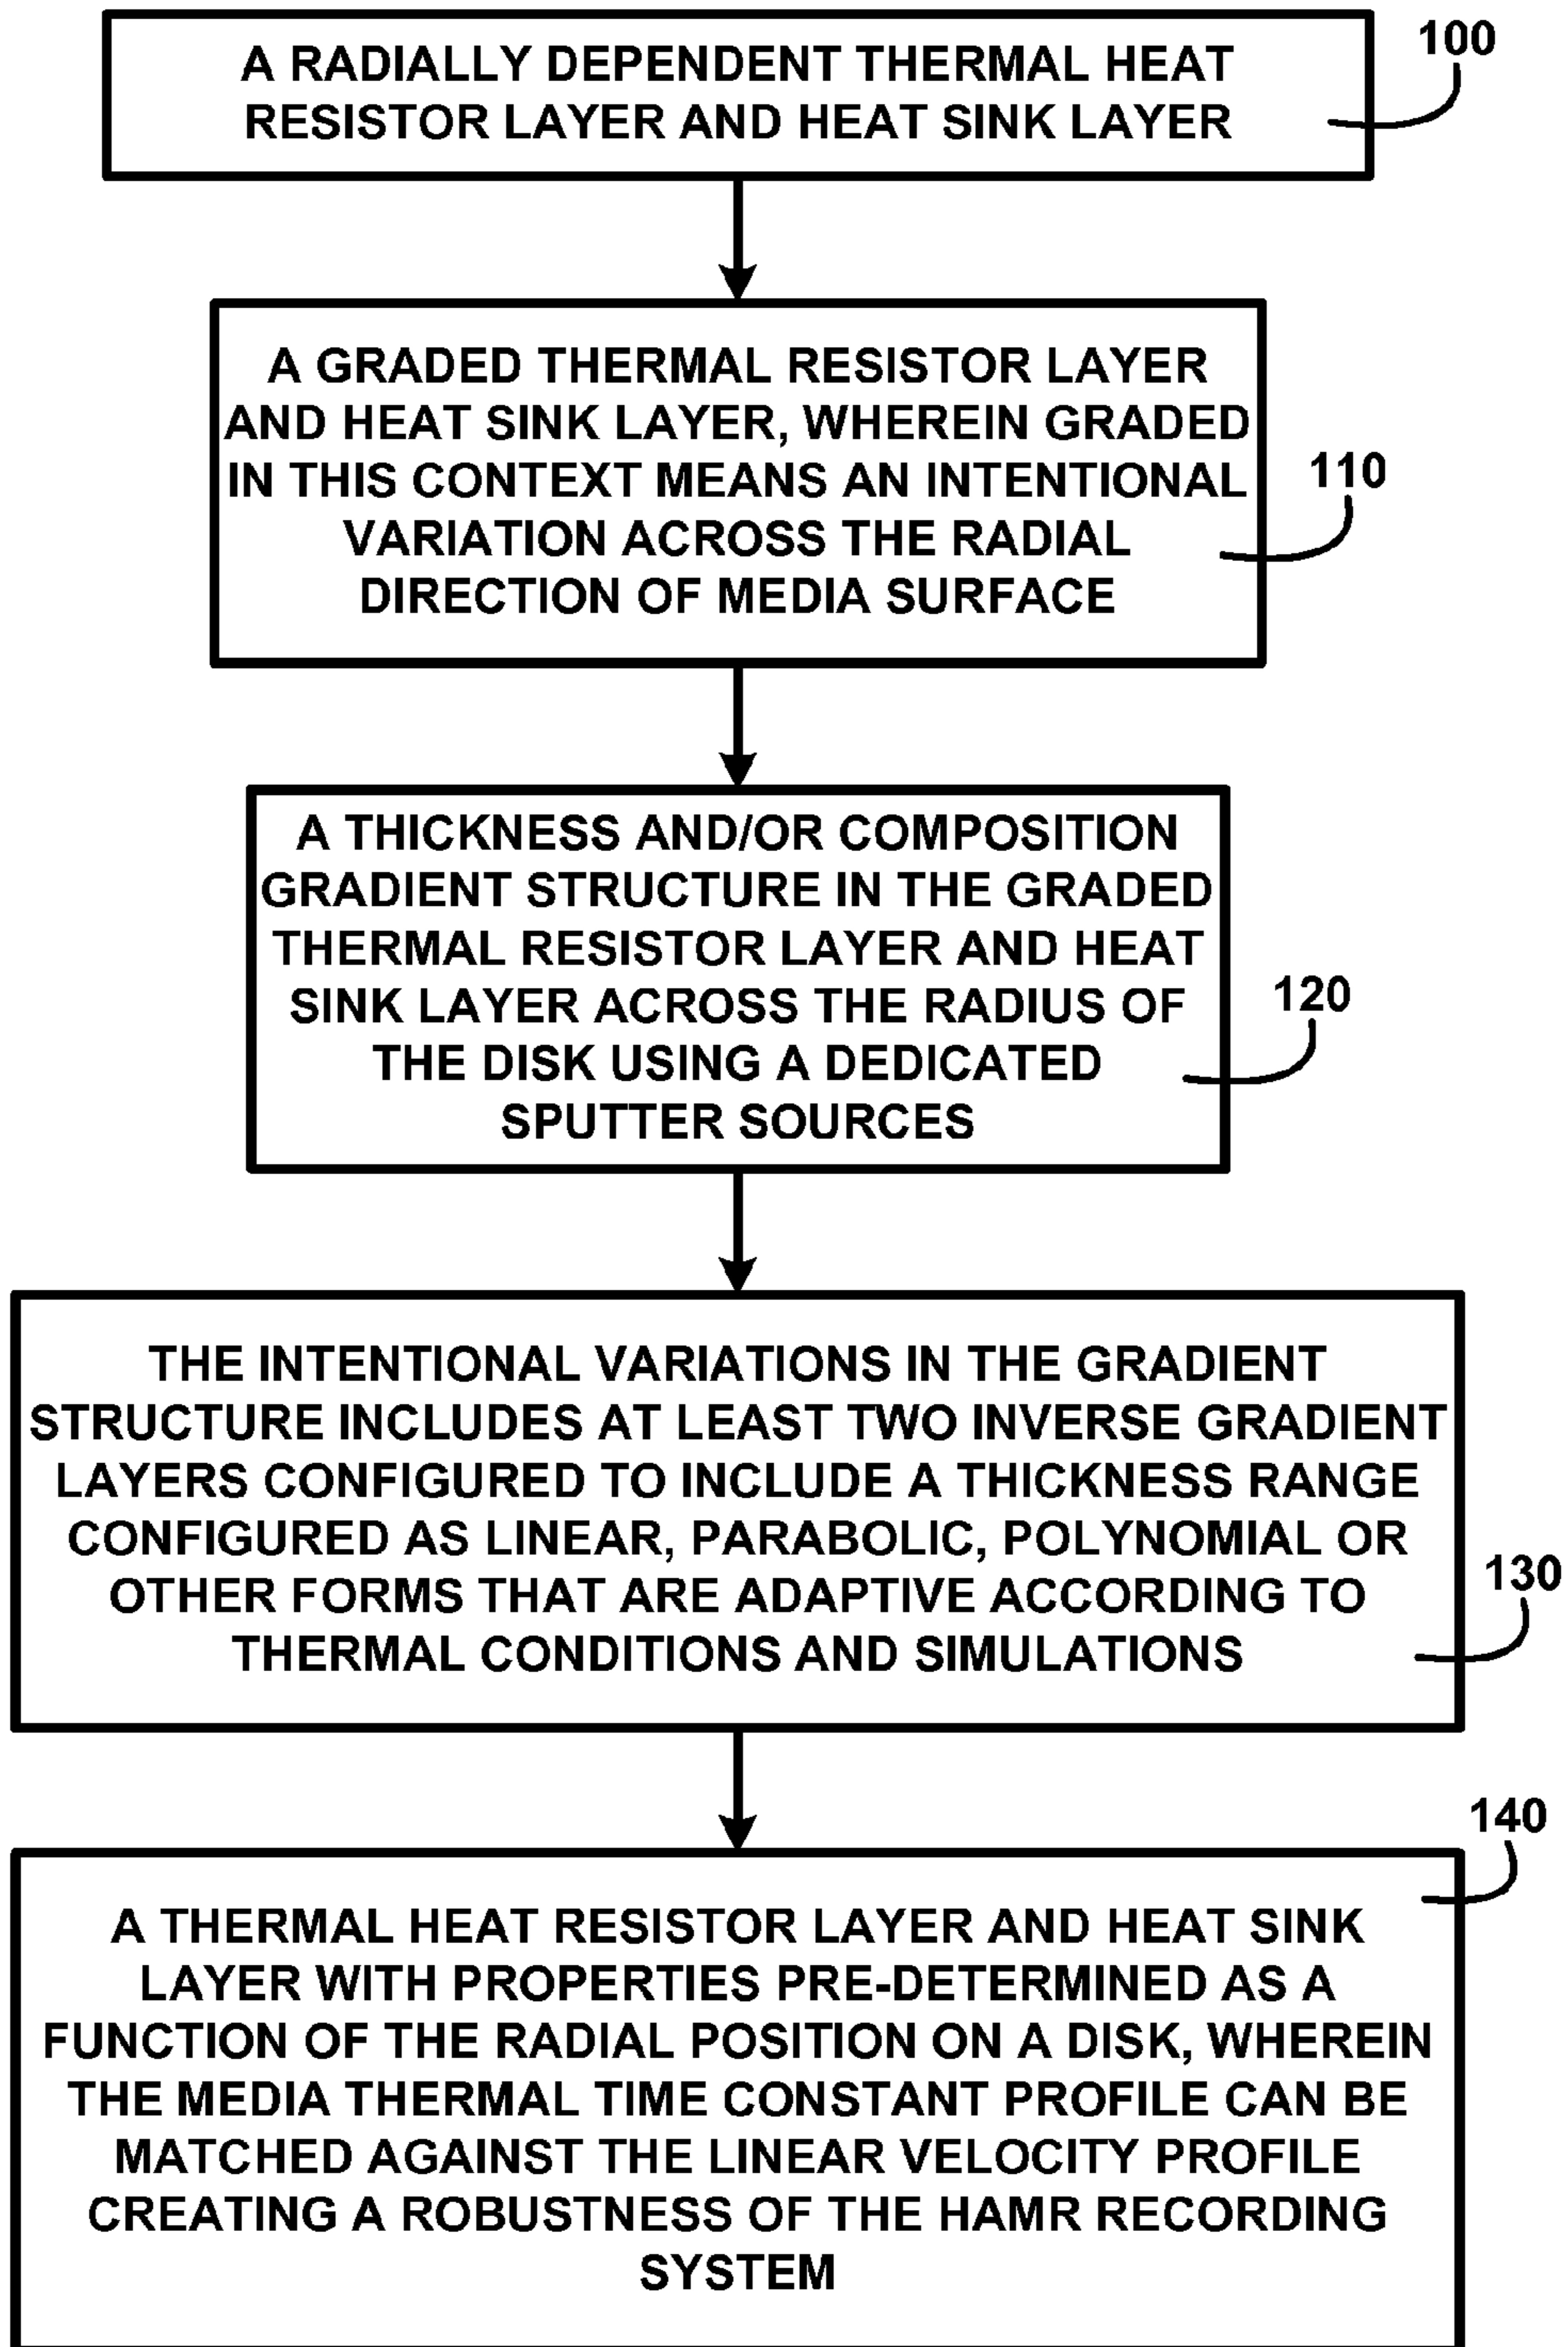 100
A RADIALLY DEPENDENT THERMAL HEAT
RESISTOR LAYER AND HEAT SINK LAYER
A GRADED THERMAL RESISTOR LAYER
AND HEAT SINK LAYER, WHEREIN GRADED
IN THIS CONTEXT MEANS AN INTENTIONAL
VARIATION ACROSS THE RADIAL
DIRECTION OF MEDIA SURFACE
110
A THICKNESS AND/OR COMPOSITION
GRADIENT STRUCTURE IN THE GRADED
THERMAL RESISTOR LAYER AND HEAT
SINK LAYER ACROSS THE RADIUS OF
THE DISK USING A DEDICATED
SPUTTER SOURCES
120
THE INTENTIONAL VARIATIONS IN THE GRADIENT
STRUCTURE INCLUDES AT LEAST TWO INVERSE GRADIENT
LAYERS CONFIGURED TO INCLUDE A THICKNESS RANGE
CONFIGURED AS LINEAR, PARABOLIC, POLYNOMIAL OR
OTHER FORMS THAT ARE ADAPTIVE ACCORDING TO
THERMAL CONDITIONS AND SIMULATIONS
130
140
A THERMAL HEAT RESISTOR LAYER AND HEAT SINK
LAYER WITH PROPERTIES PRE-DETERMINED AS A
FUNCTION OF THE RADIAL POSITION ON A DISK, WHEREIN
THE MEDIA THERMAL TIME CONSTANT PROFILE CAN BE
MATCHED AGAINST THE LINEAR VELOCITY PROFILE
CREATING A ROBUSTNESS OF THE HAMR RECORDING
SYSTEM